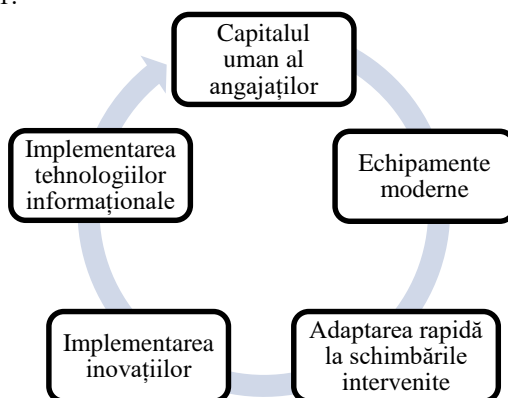 Capitalul
uman al
angajaților
Echipamente
moderne
Adaptarea rapidă
la schimbările
intervenite
Implementarea
inovațiilor
Implementarea
tehnologiilor
informaționale